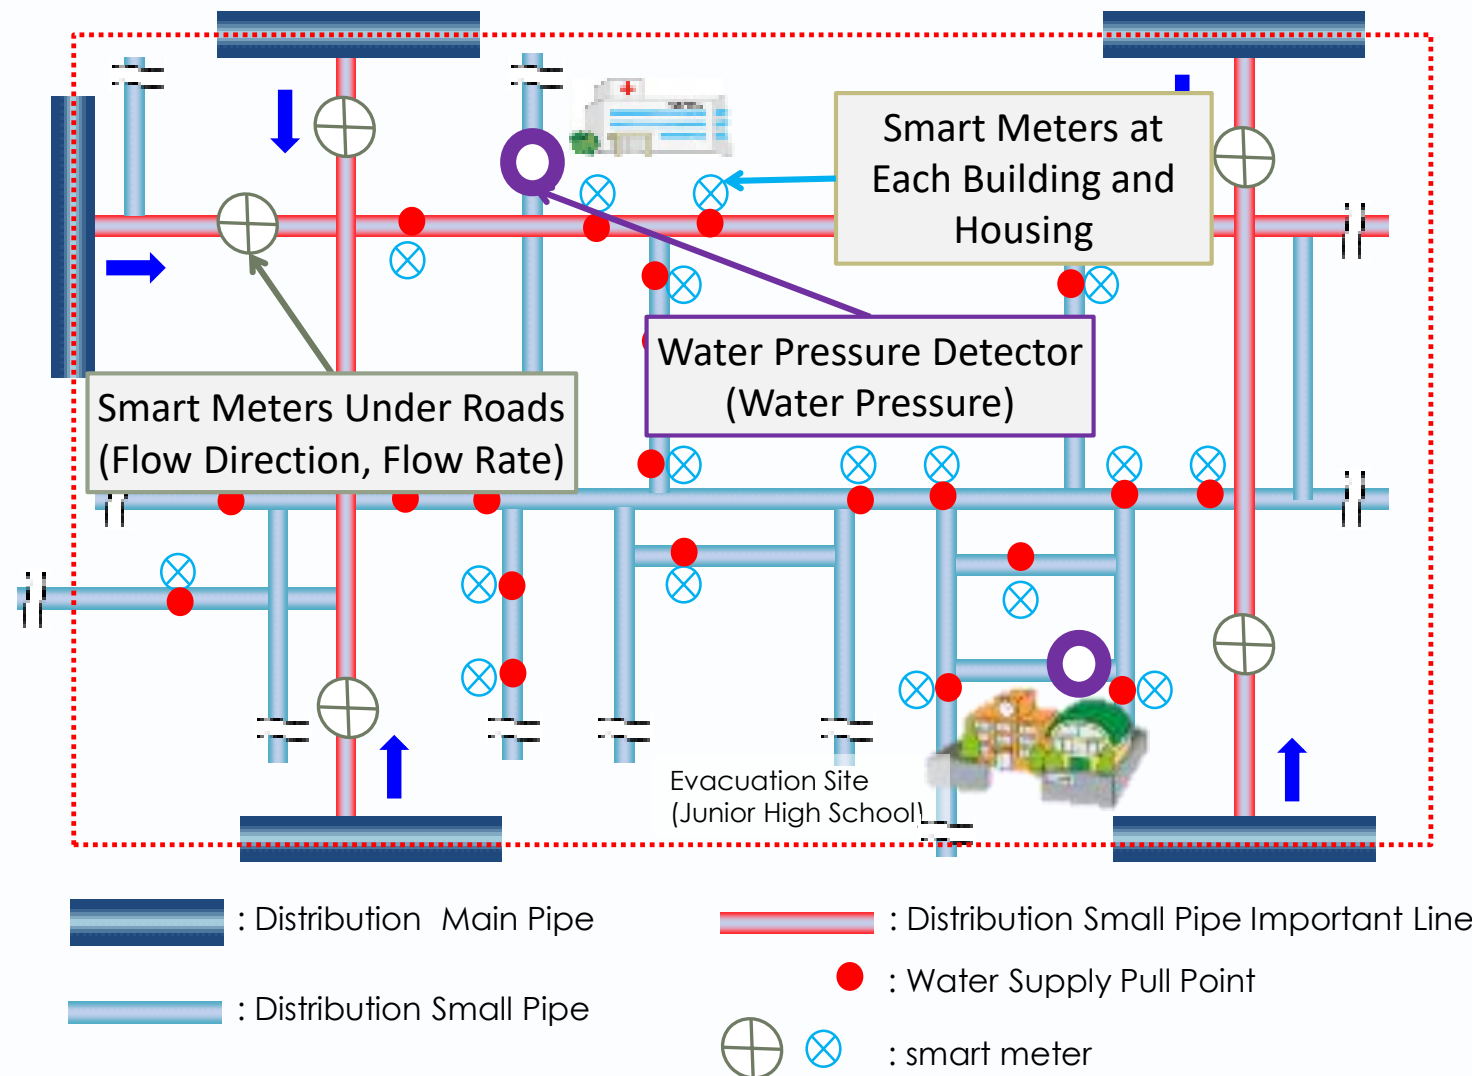 Smart Meters at
Each Building and
Housing
Water Pressure Detector
(Water Pressure)
Smart Meters Under Roads
(Flow Direction, Flow Rate)
Evacuation Site
(Junior High School)
: Distribution Main Pipe
: Distribution Small Pipe Important Line
: Water Supply Pull Point
: Distribution Small Pipe
: smart meter